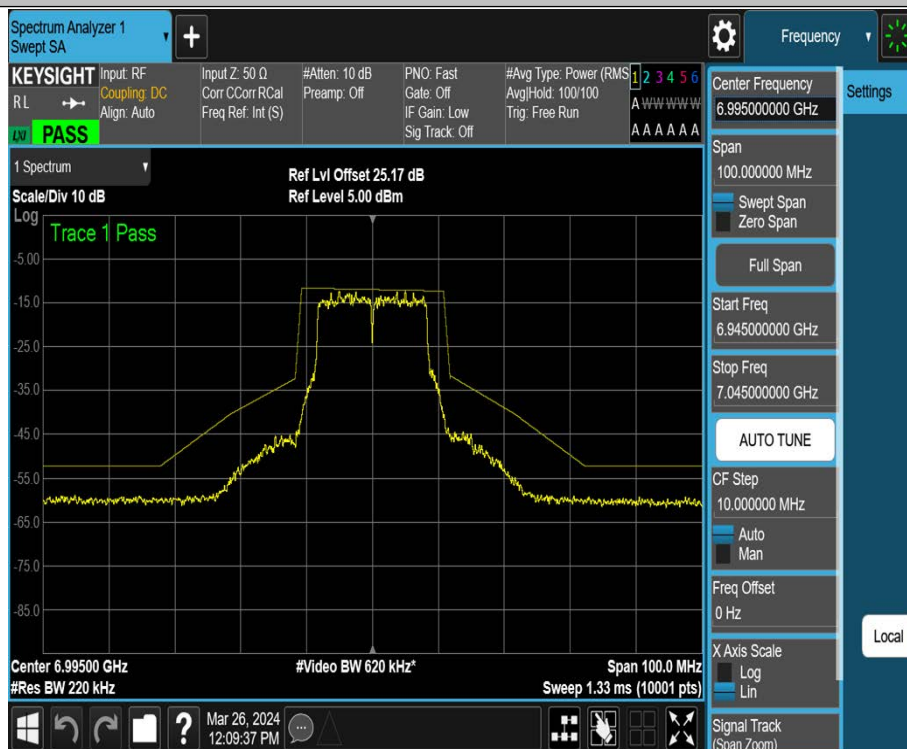 Spectrum Analyzer 1
Swept SA
+
Frequency
KEYSIGHT
RL
LXI
PASS
Input: RF
Coupling: DC
Align: Auto
Input Z: 50 Ω
Corr CCorr RCal
Freq Ref: Int (S)
#Atten: 10 dB
Preamp: Off
PNO: Fast
Gate: Off
IF Gain: Low
Sig Track: Off
#Avg Type: Power (RMS
Avg|Hold: 100/100
Trig: Free Run
1 2 3 4 5 6
A W W W W W
A A A A A A
1 Spectrum
Scale/Div 10 dB
Ref Lvl Offset 25.17 dB
Ref Level 5.00 dBm
Log
Trace 1 Pass
-5.00
-15.0
-25.0
-35.0
-45.0
-55.0
-65.0
-75.0
-85.0
Center 6.99500 GHz
#Res BW 220 kHz
#Video BW 620 kHz*
Span 100.0 MHz
Sweep 1.33 ms (10001 pts)
?
Mar 26, 2024
12:09:37 PM
Center Frequency
6.995000000 GHz
Span
100.000000 MHz
Swept Span
Zero Span
Full Span
Start Freq
6.945000000 GHz
Stop Freq
7.045000000 GHz
AUTO TUNE
CF Step
10.000000 MHz
Auto
Man
Freq Offset
0 Hz
X Axis Scale
Log
Lin
Signal Track
(Span Zoom)
Settings
Local